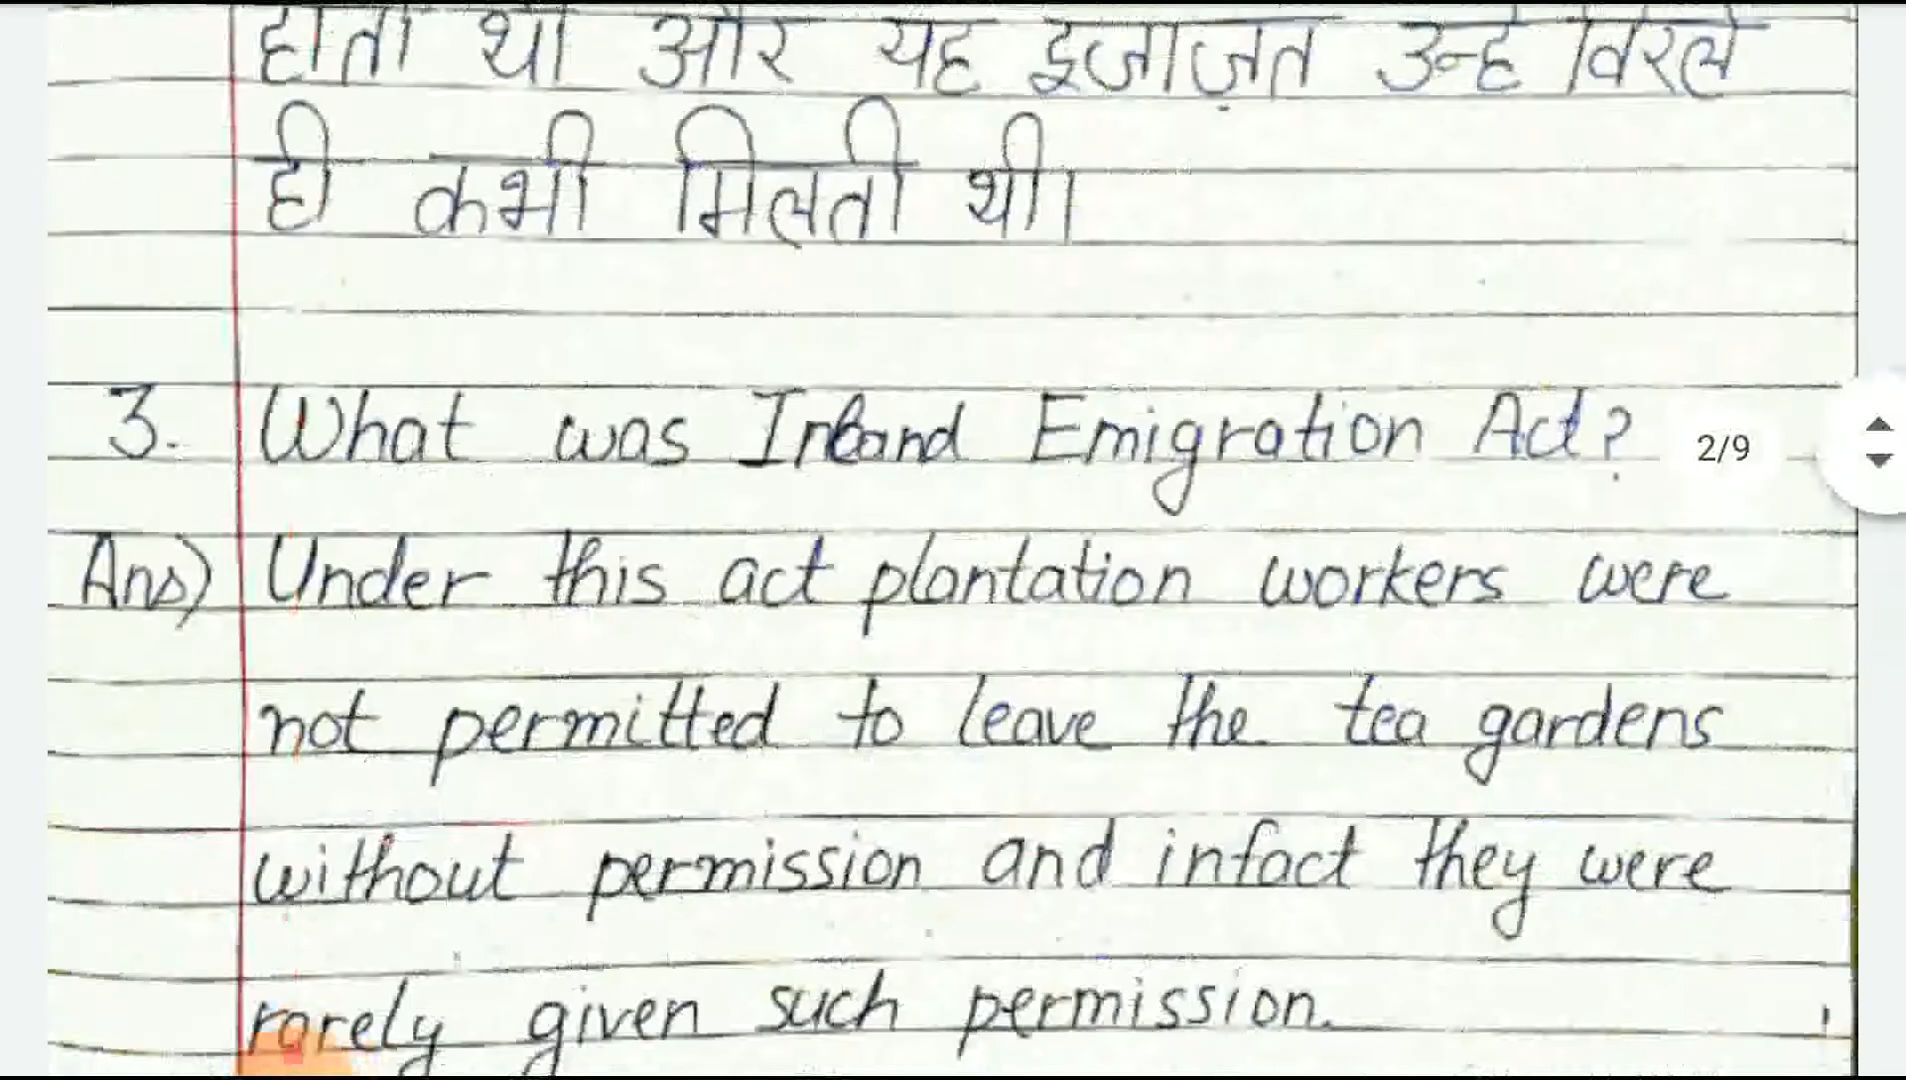 होती थी और यह इजाज़त उन्हें विरले
ही कभी मिलती थी।
3. What was Inland Emigration Act?
2/9
Ans) Under this act plantation workers were
not permitted to leave the tea gardens
without permission and infact they were
rarely given such permission.